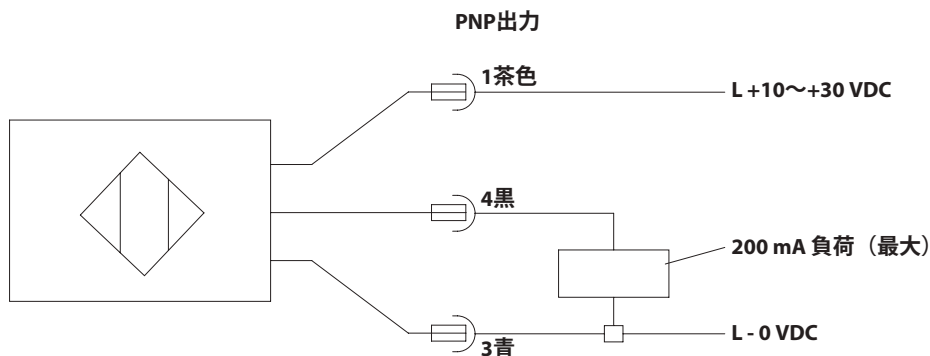 PNP出力
1茶色
L +10～+30 VDC
4黒
200 mA 負荷（最大）
3青
L - 0 VDC